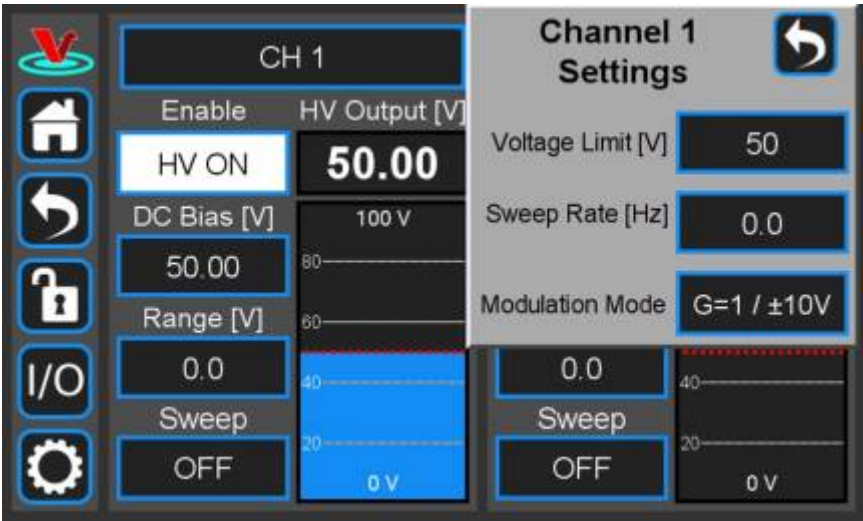 CH 1
Enable
HV Output [V]
HV ON
50.00
DC Bias [V]
50.00
Range [V]
0.0
Sweep
OFF
100 V
80
60
40
20
0 V
Channel 1
Settings
Voltage Limit [V]
50
Sweep Rate [Hz]
0.0
Modulation Mode
G=1 / ±10V
0.0
Sweep
OFF
40
20
0 V
I/O